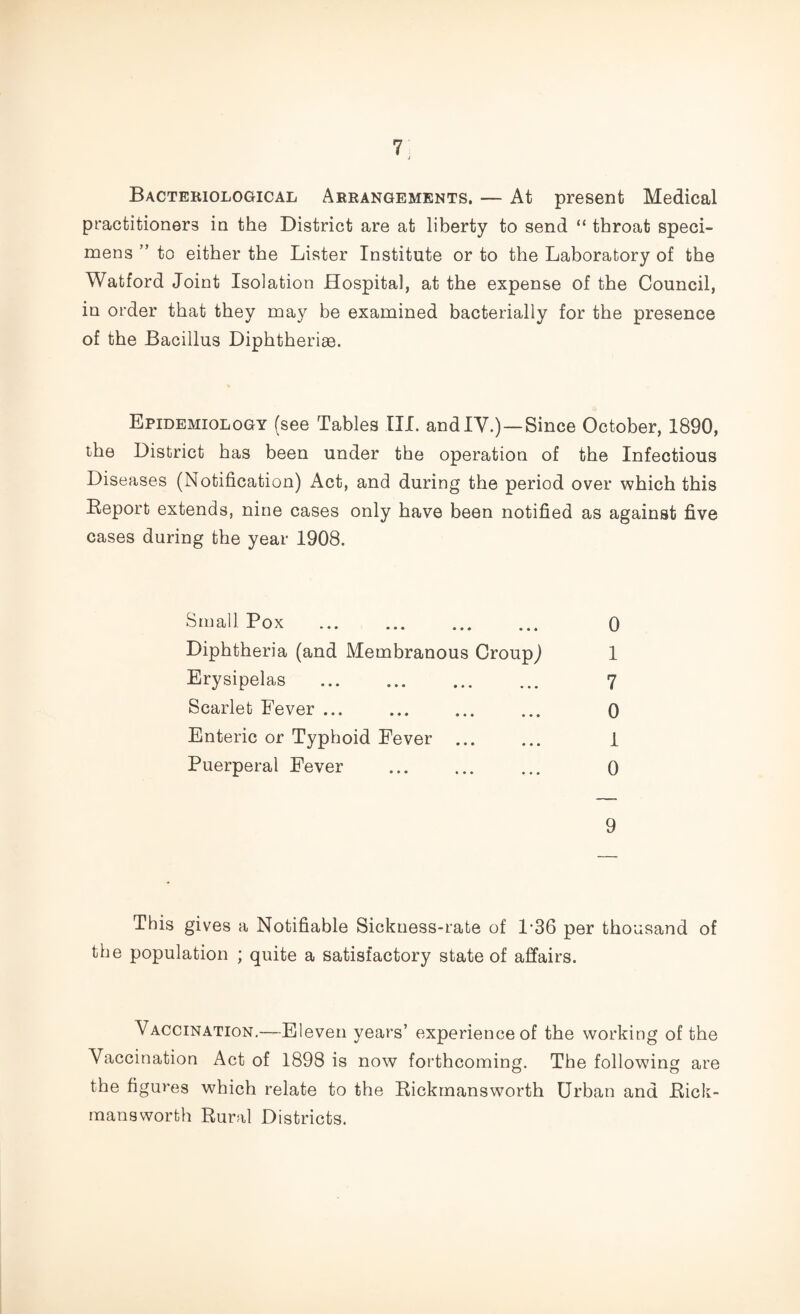 7
Bacteriological Arrangements. — At present Medical
practitioners in the District are at liberty to send “ throat speci-
mens ” to either the Lister Institute or to the Laboratory of the
Watford Joint Isolation Hospital, at the expense of the Council,
in order that they may be examined bacterially for the presence
of the Bacillus Diphtheriæ.
Epidemiology (see Tables III. and IV.)—Since October, 1890,
the District has been under the operation of the Infectious
Diseases (Notification) Act, and during the period over which this
Report extends, nine cases only have been notified as against five
cases during the year 1908.
Small Pox ... ... ... ... 0
Diphtheria (and Membranous Croup) 1
Erysipelas ... ... ... ... 7
Scarlet Fever ... ... ... ... 0
Enteric or Typhoid Fever ... ... 1
Puerperal Fever ... ... ... 0
9
This gives a Notifiable Sickness-rate of 1·36 per thousand of
the population ; quite a satisfactory state of affairs.
Vaccination.—Eleven years’ experience of the working of the
Vaccination Act of 1898 is now forthcoming. The following are
the figures which relate to the Rickmansworth Urban and Rick-
mansworth Rural Districts.